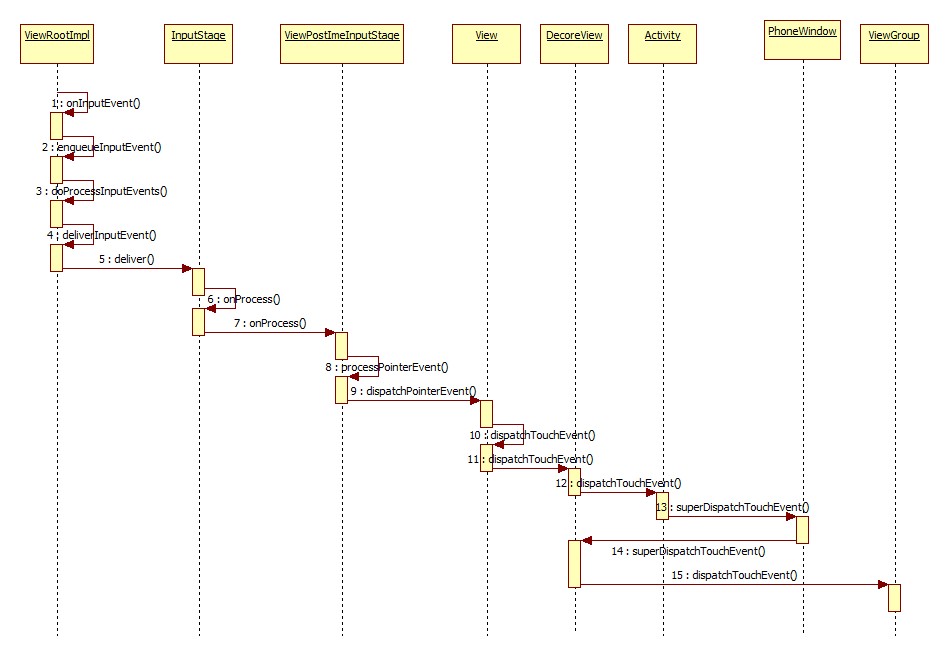 ViewRootImpl
InputStage
ViewPostImeInputStage
View
DecoreView
Activity
PhoneWindow
ViewGroup
1 : onInputEvent()
2 : enqueueInputEvent()
3 : doProcessInputEvents()
4 : deliverInputEvent()
5 : deliver()
6 : onProcess()
7 : onProcess()
8 : processPointerEvent()
9 : dispatchPointerEvent()
10 : dispatchTouchEvent()
11 : dispatchTouchEvent()
12 : dispatchTouchEvent()
13 : superDispatchTouchEvent()
14 : superDispatchTouchEvent()
15 : dispatchTouchEvent()